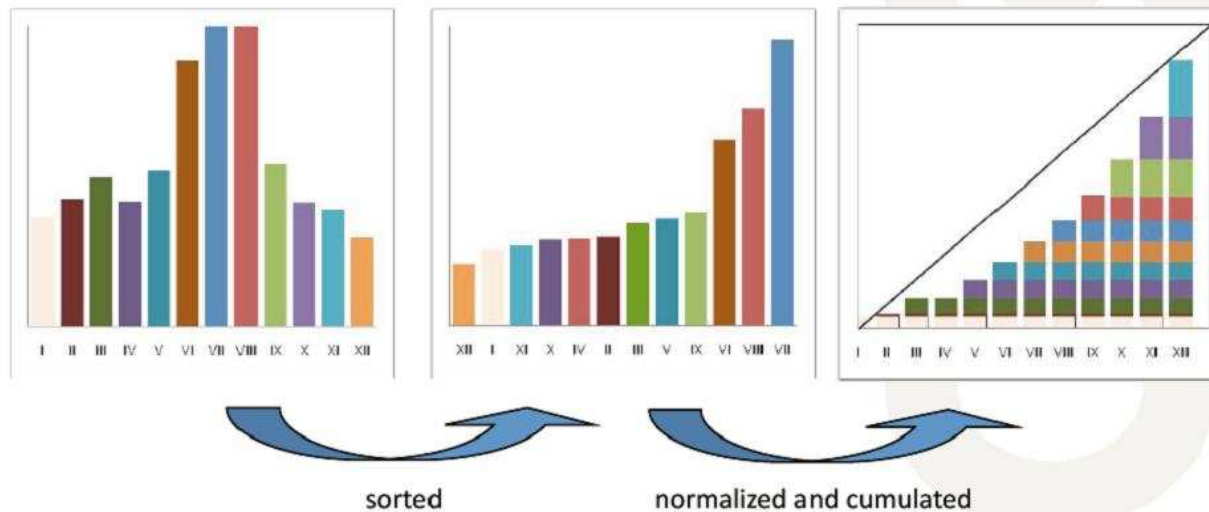 I II III IV V VI VII VIII IX X XI XII
XII I XI X IV II III V IX VI VIII VII
I II III IV V VI VII VIII IX X XI XIII
sorted
normalized and cumulated